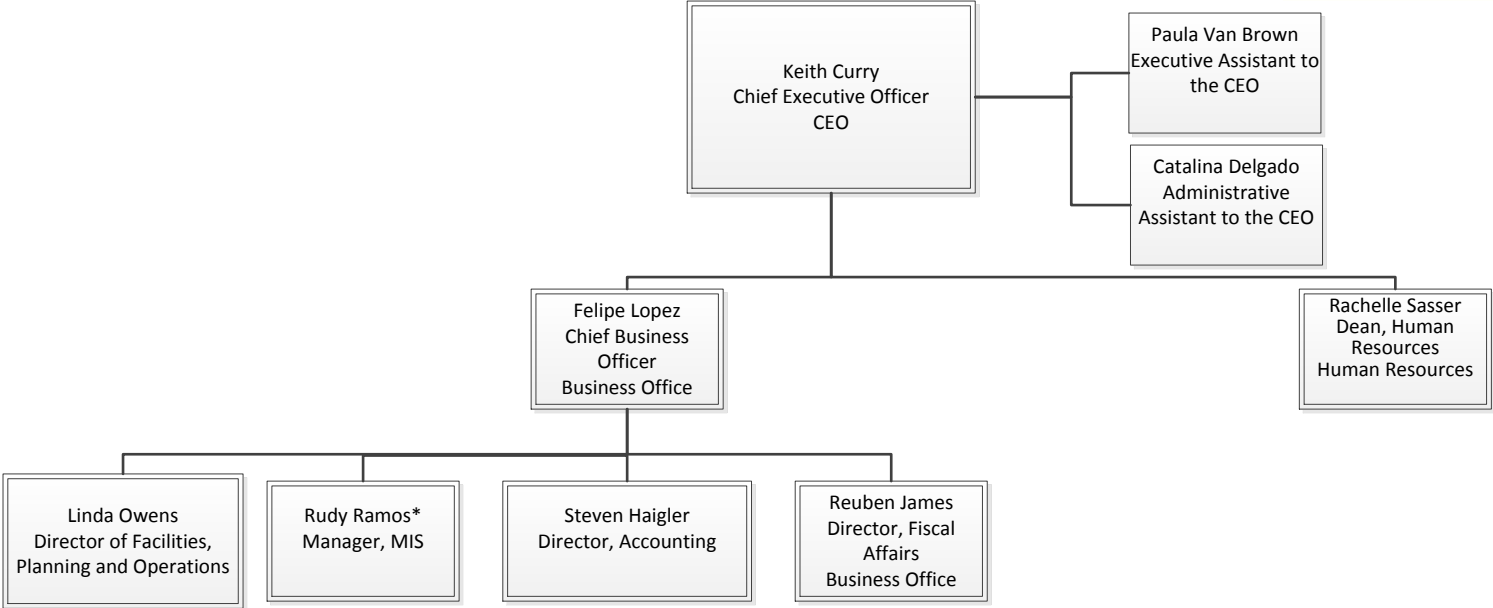 Keith Curry
Chief Executive Officer
CEO
Paula Van Brown
Executive Assistant to
the CEO
Catalina Delgado
Administrative
Assistant to the CEO
Felipe Lopez
Chief Business
Officer
Business Office
Rachelle Sasser
Dean, Human
Resources
Human Resources
Linda Owens
Director of Facilities,
Planning and Operations
Rudy Ramos*
Manager, MIS
Steven Haigler
Director, Accounting
Reuben James
Director, Fiscal
Affairs
Business Office